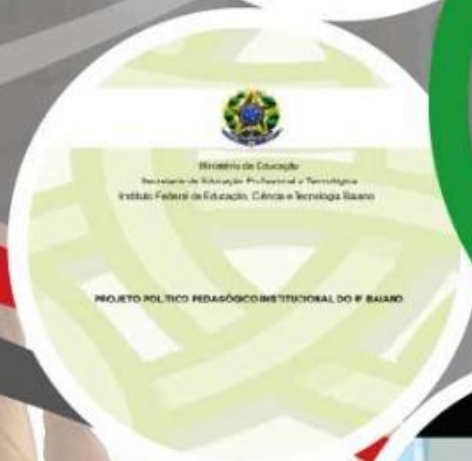 Ministério da Educação
Secretaria de Educação Profissional e Tecnológica
Instituto Federal de Educação, Ciência e Tecnologia Baiano
PROJETO POLÍTICO PEDAGÓGICO INSTITUCIONAL DO IF BAIANO